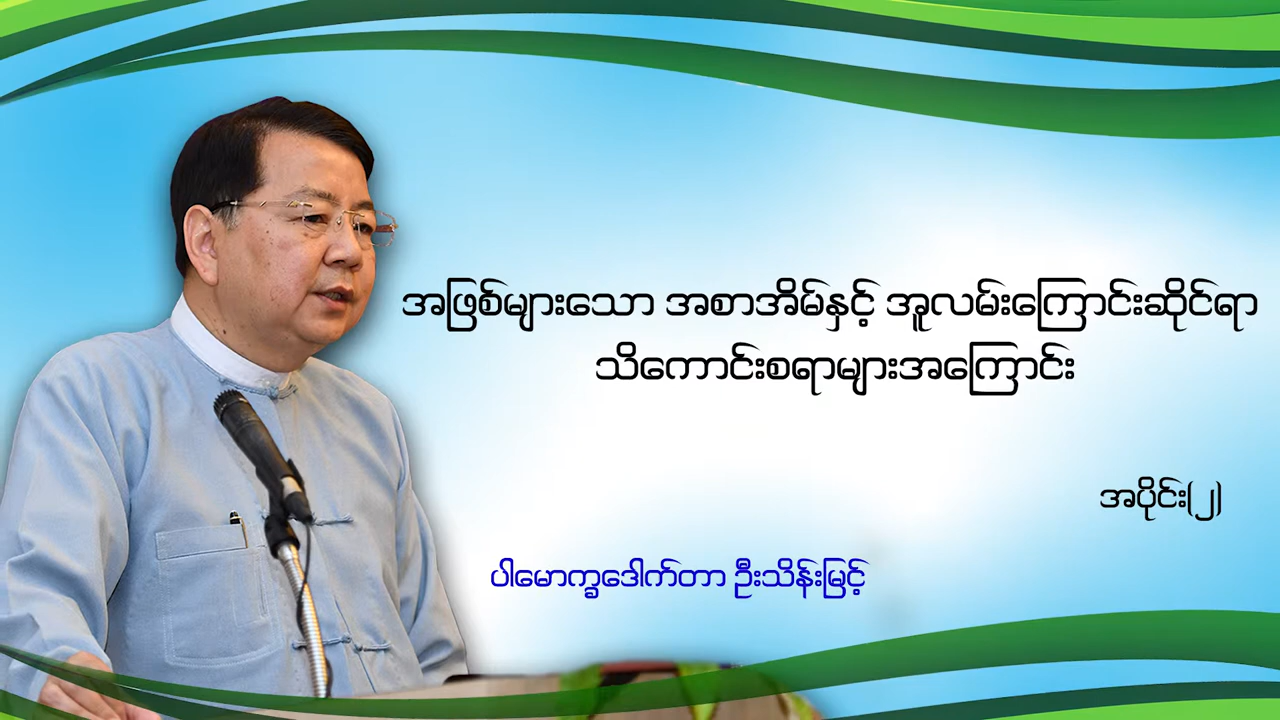 အဖြစ်များသော အစာအိမ်နှင့် အူလမ်းကြောင်းဆိုင်ရာ
သိကောင်းစရာများအကြောင်း
အပိုင်း(၂)
ပါမောက္ခဒေါက်တာ ဦးသိန်းမြင့်